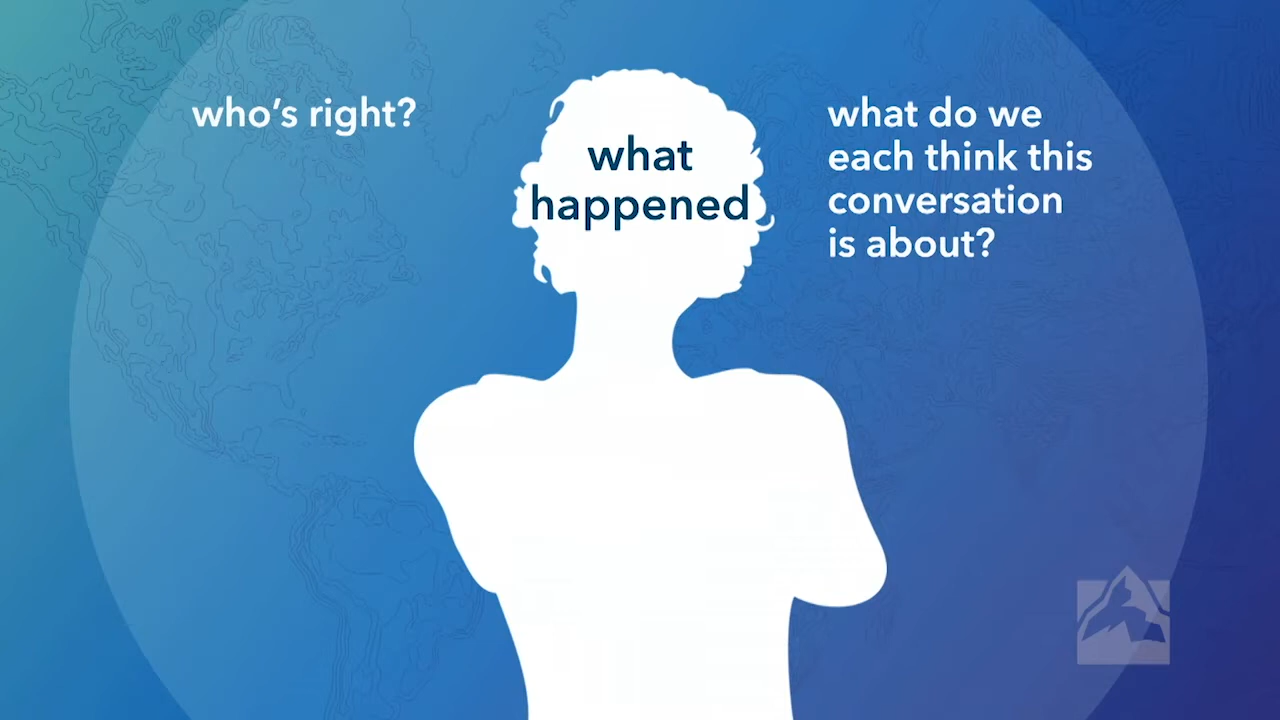 who's right?
what
happened
what do we
each think this
conversation
is about?